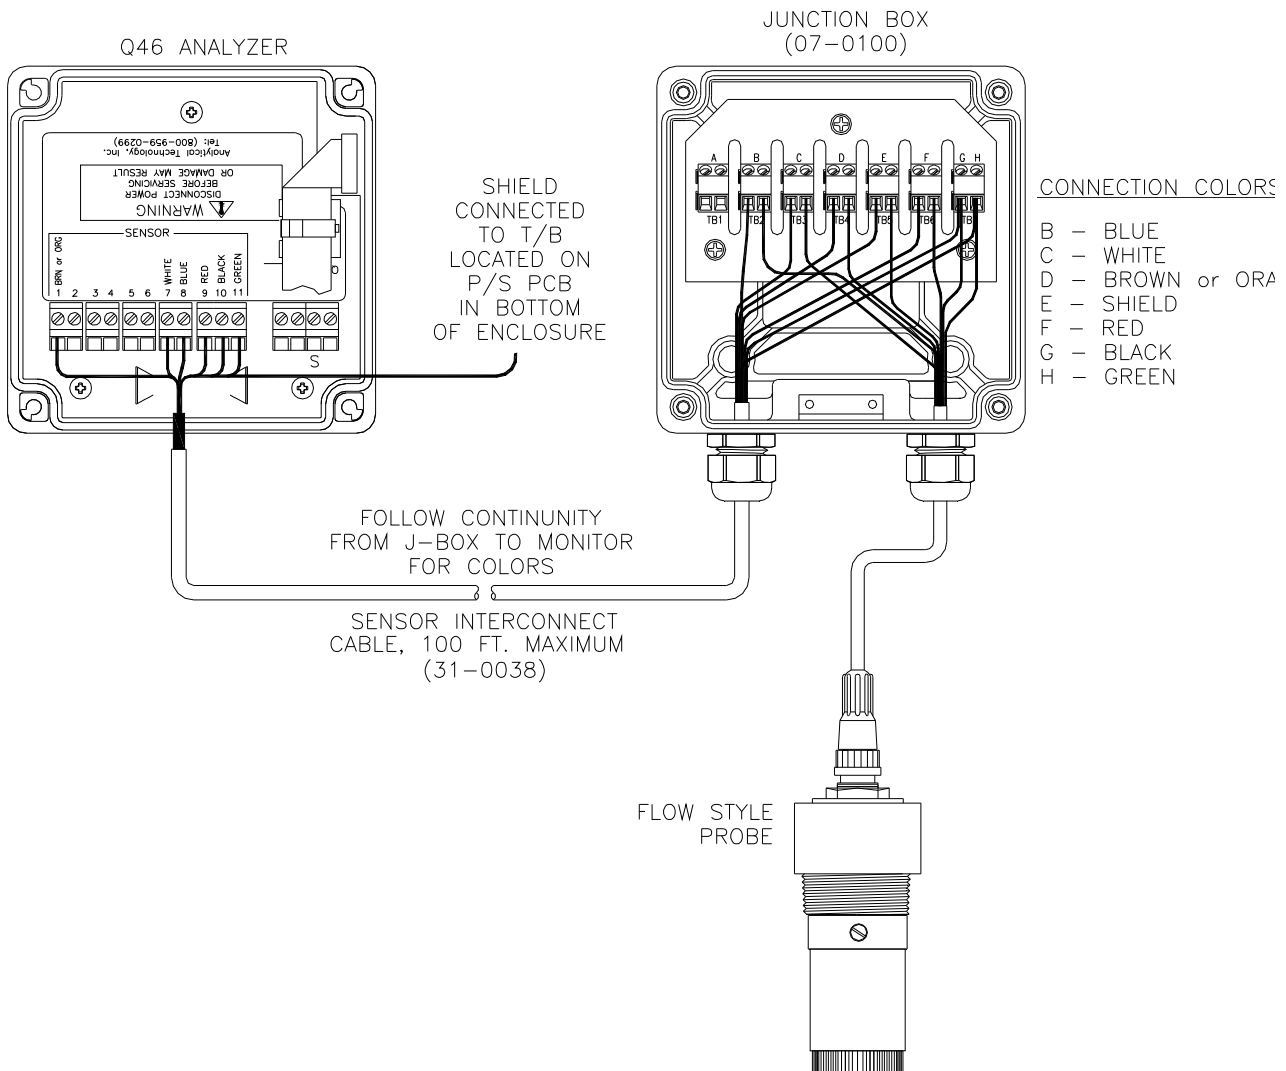 Q46 ANALYZER
JUNCTION BOX
(07-0100)
Analytical Technology, Inc.
Tel: (800-959-0299)
WARNING
DISCONNECT POWER
BEFORE SERVICING
OR DAMAGE MAY RESULT
SENSOR
BRN or ORG
WHITE
BLUE
RED
BLACK
GREEN
1 2 3 4 5 6 7 8 9 10 11
S
SHIELD
CONNECTED
TO T/B
LOCATED ON
P/S PCB
IN BOTTOM
OF ENCLOSURE
A B C D E F G H
TB1 TB2 TB3 TB4 TB5 TB6 TB
CONNECTION COLORS
B - BLUE
C - WHITE
D - BROWN or ORA
E - SHIELD
F - RED
G - BLACK
H - GREEN
FOLLOW CONTINUNITY
FROM J-BOX TO MONITOR
FOR COLORS
SENSOR INTERCONNECT
CABLE, 100 FT. MAXIMUM
(31-0038)
FLOW STYLE
PROBE